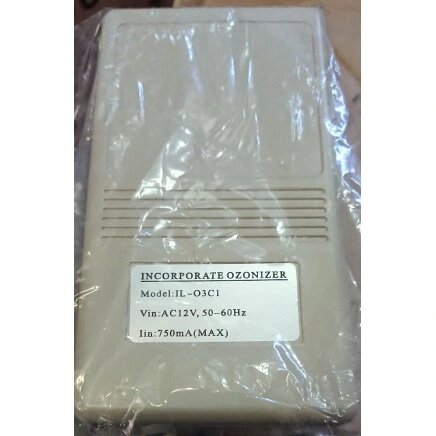 INCORPORATE OZONIZER
Model:IL-O3C1
Vin:AC12V, 50-60Hz
Iin:750mA(MAX)